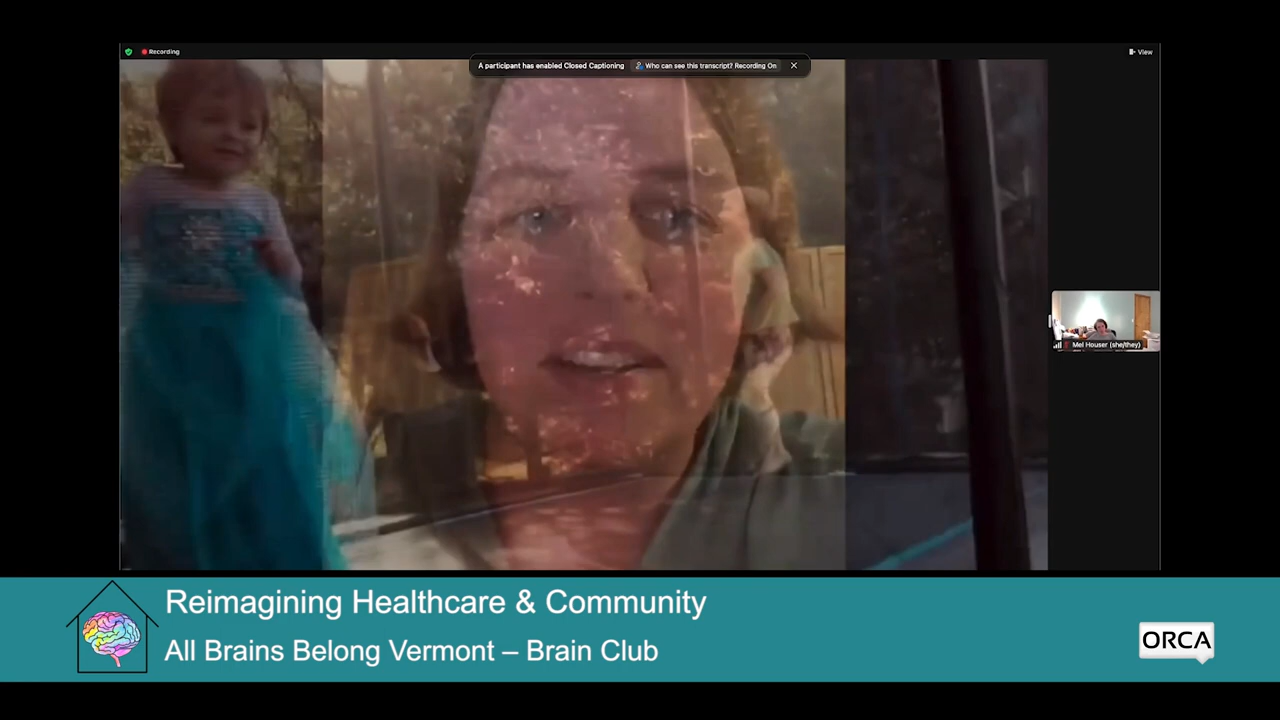 Recording
A participant has enabled Closed Captioning
Who can see this transcript? Recording On
View
Mel Houser (she/they)
Reimagining Healthcare & Community
All Brains Belong Vermont – Brain Club
ORCA